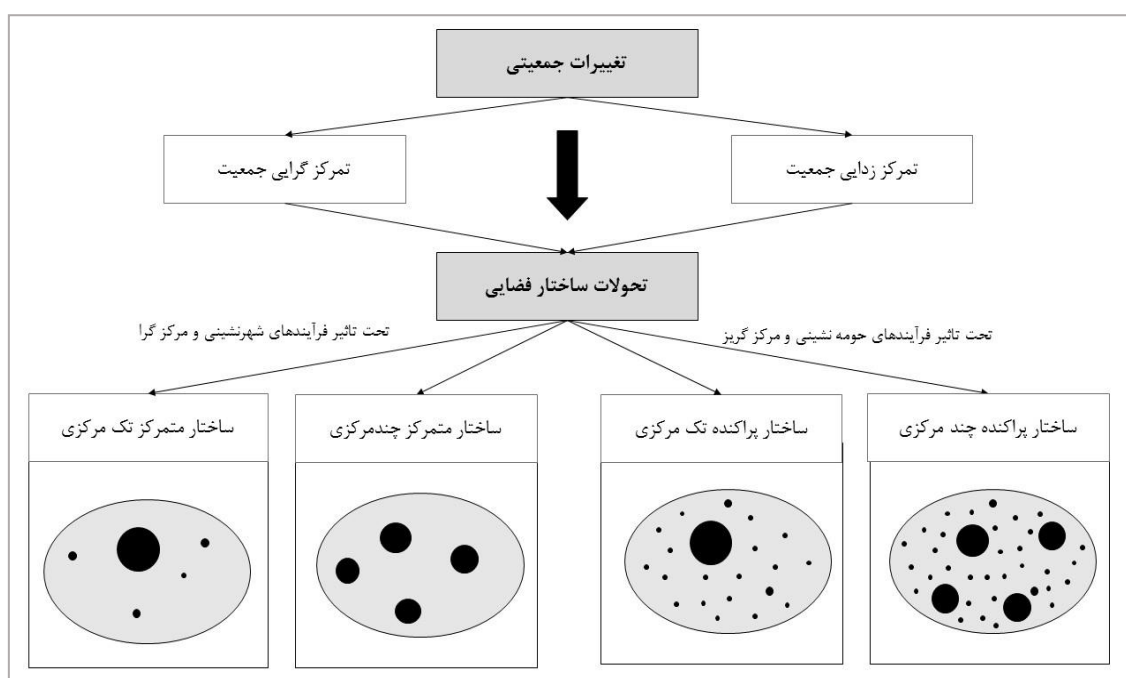 تغییرات جمعیتی
تمرکز زدایی جمعیت
تمرکز گرایی جمعیت
تحولات ساختار فضایی
تحت تاثیر فرآیندهای حومه نشینی و مرکز گریز
تحت تاثیر فرآیندهای شهرنشینی و مرکز گرا
ساختار پراکنده چند مرکزی
ساختار پراکنده تک مرکزی
ساختار متمرکز چندمرکزی
ساختار متمرکز تک مرکزی